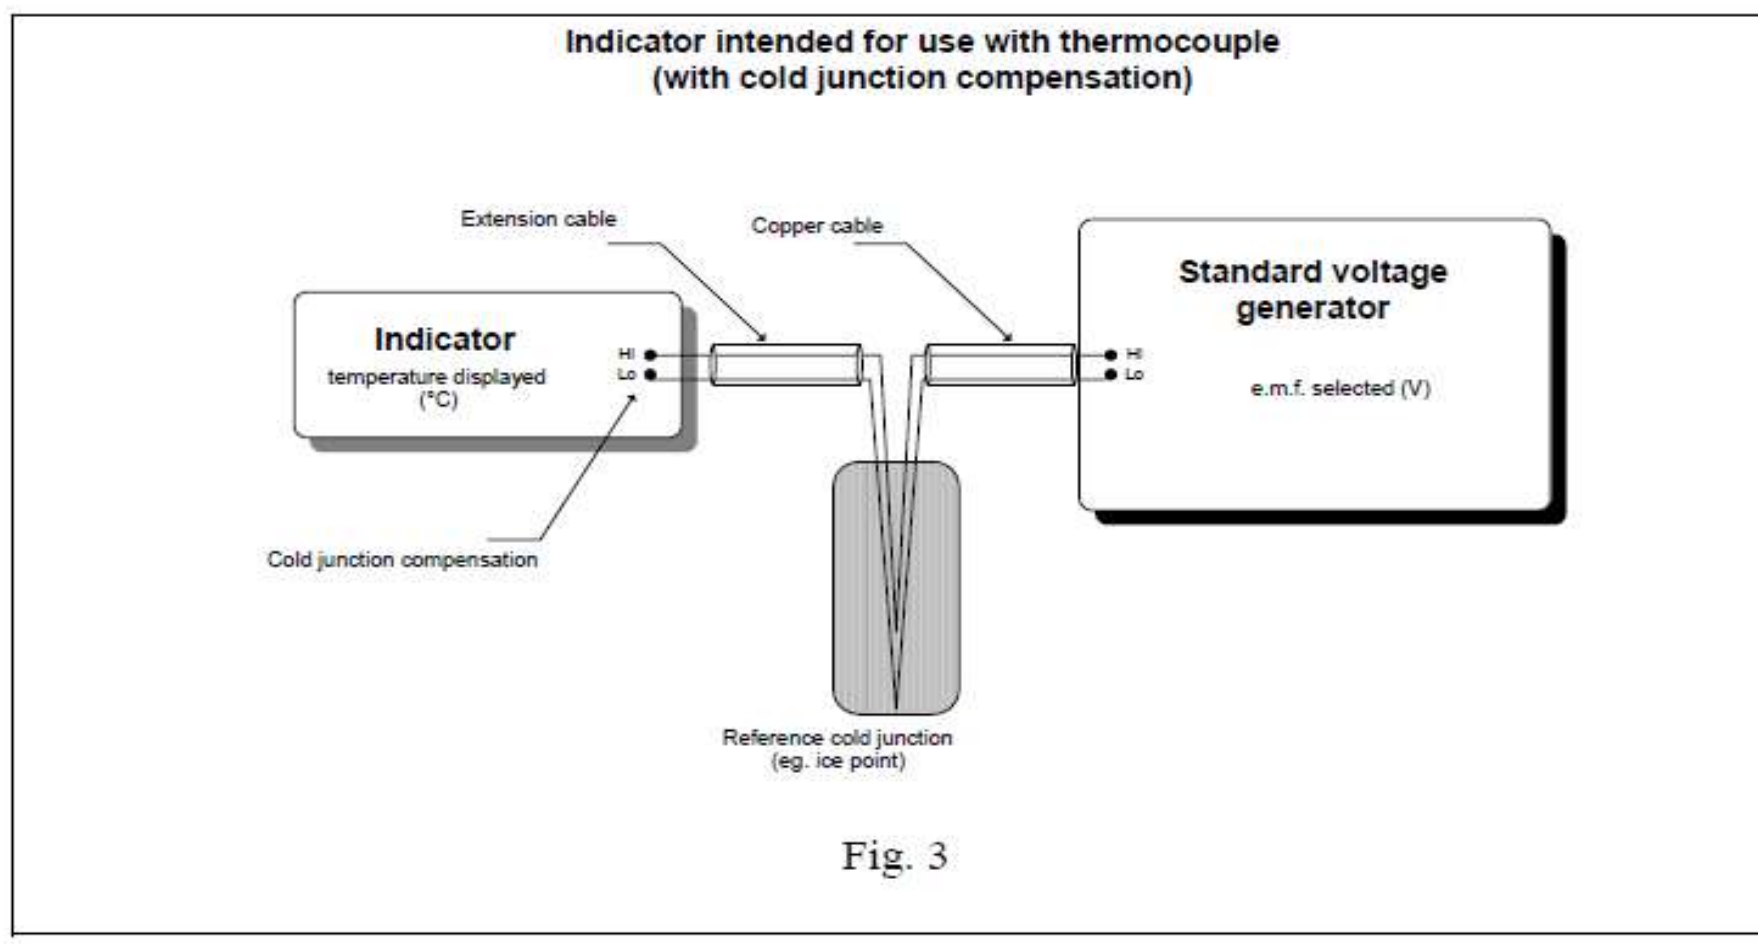 Indicator intended for use with thermocouple
(with cold junction compensation)
Extension cable
Copper cable
Standard voltage
generator
Indicator
temperature displayed
(°C)
Hi
Lo
Hi
Lo
e.m.f. selected (V)
Cold junction compensation
Reference cold junction
(eg. ice point)
Fig. 3